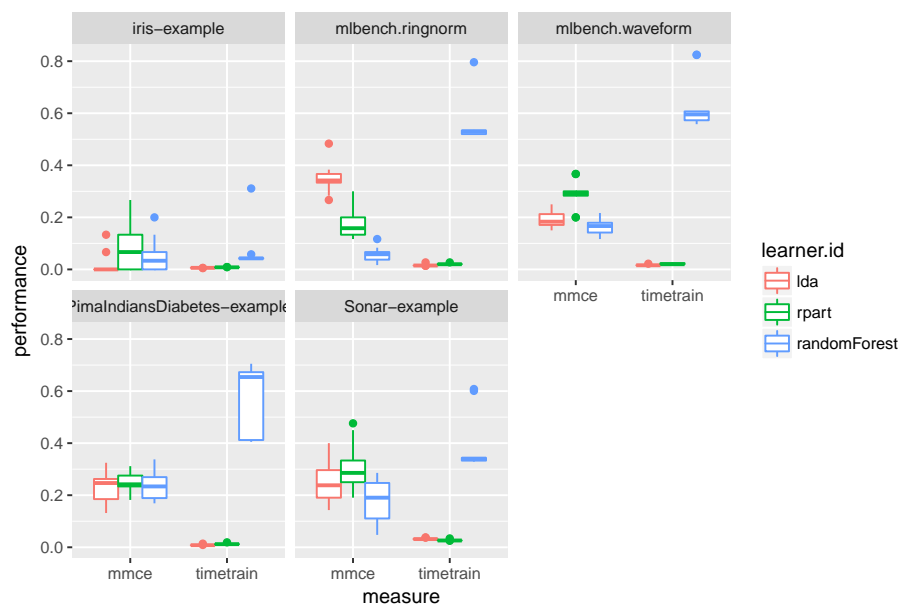 iris−example
mlbench.ringnorm
mlbench.waveform
0.8
0.6
0.4
0.2
0.0
mmce
timetrain
PimaIndiansDiabetes−example
Sonar−example
0.8
0.6
0.4
0.2
0.0
mmce
timetrain
mmce
timetrain
measure
performance
learner.id
lda
rpart
randomForest